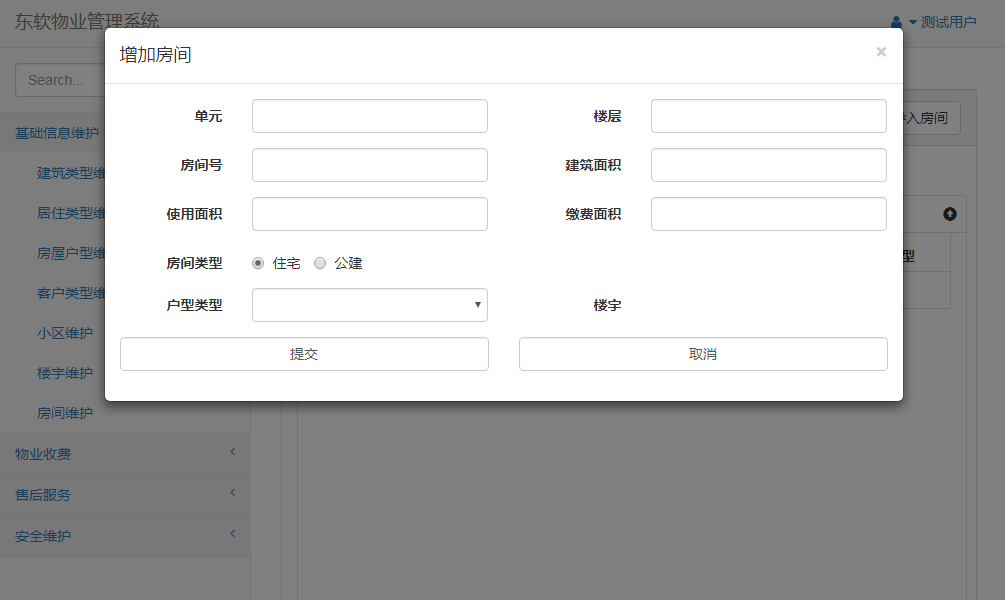 东软物业管理系统
测试用户
增加房间
×
Search...
单元
楼层
入房间
基础信息维护
房间号
建筑面积
建筑类型维
居住类型维
使用面积
缴费面积
房屋户型维
房间类型
住宅
公建
型
客户类型维
户型类型
楼宇
小区维护
提交
取消
楼宇维护
房间维护
物业收费
售后服务
安全维护